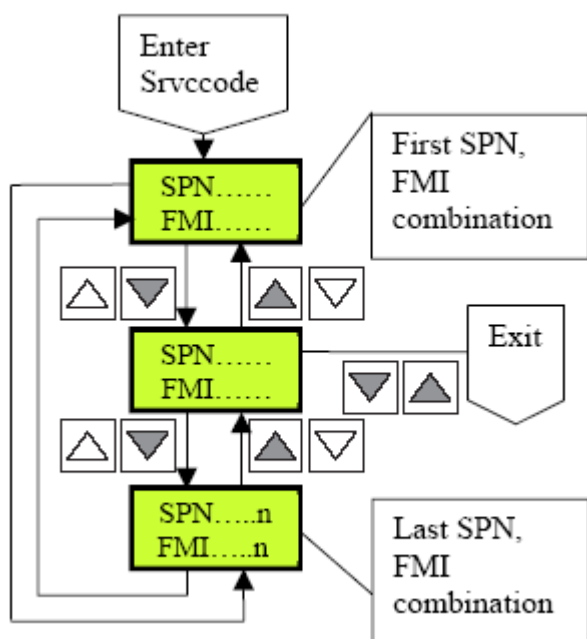 Enter
Srvccode
First SPN,
FMI
combination
SPN……
FMI……
SPN……
FMI……
Exit
SPN…..n
FMI…..n
Last SPN,
FMI
combination